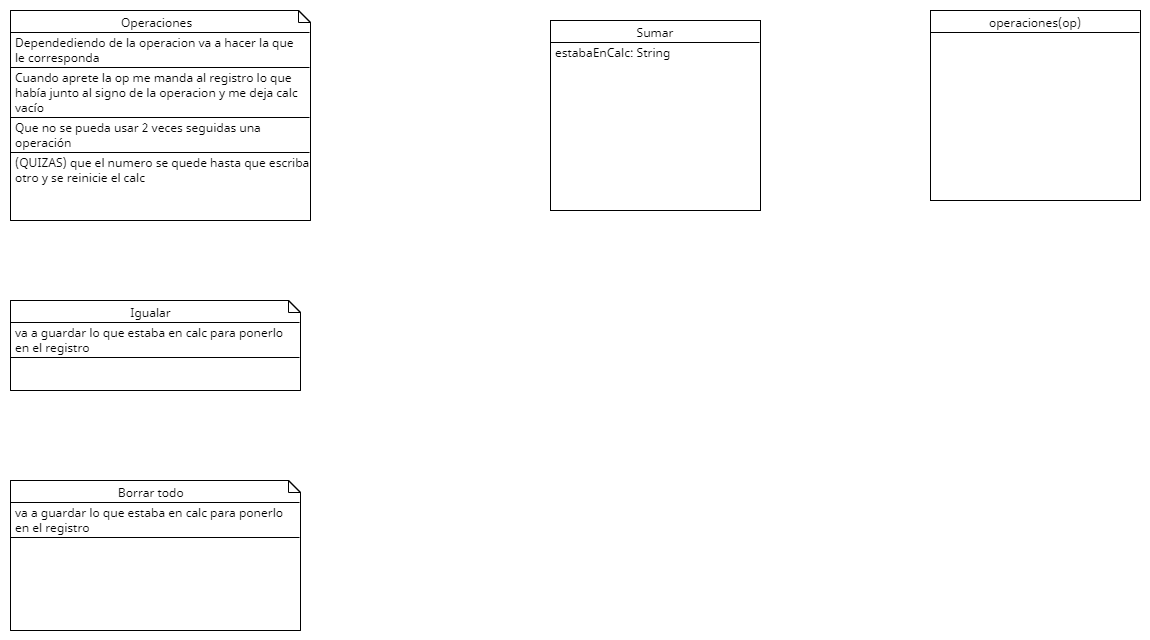 Operaciones
Dependediendo de la operacion va a hacer la que
le corresponda
Cuando aprete la op me manda al registro lo que
había junto al signo de la operacion y me deja calc
vacío
Que no se pueda usar 2 veces seguidas una
operación
(QUIZAS) que el numero se quede hasta que escriba
otro y se reinicie el calc
Sumar
estabaEnCalc: String
operaciones(op)
Igualar
va a guardar lo que estaba en calc para ponerlo
en el registro
Borrar todo
va a guardar lo que estaba en calc para ponerlo
en el registro